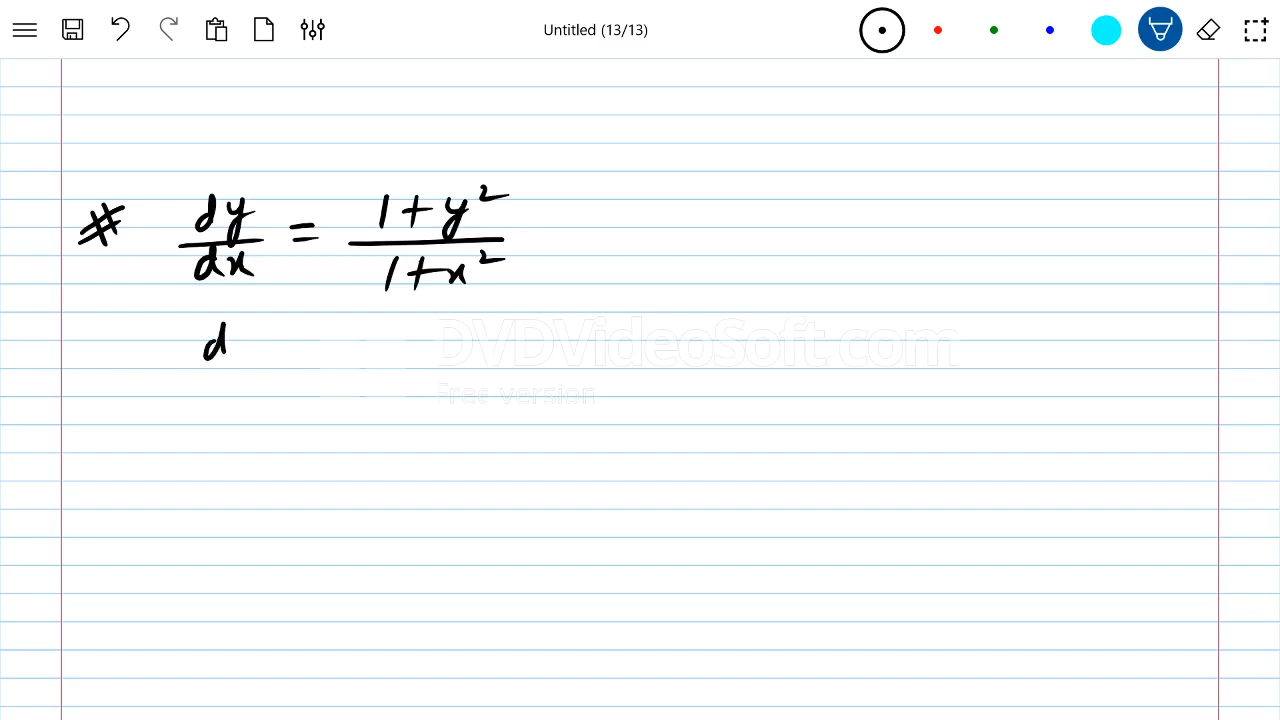 Untitled (13/13)
# dy/dx = 1 + y² / 1 + x²
d
DVDVideoSoft.com
Free version